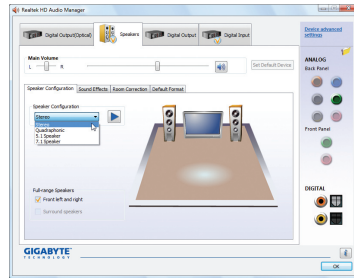 Realtek HD Audio Manager
Digital Output(Optical)
Speakers
Digital Output
Digital Input
Device advanced
settings
Main Volume
L
R
Set Default Device
ANALOG
Back Panel
Speaker Configuration
Sound Effects
Room Correction
Default Format
Speaker Configuration
Stereo
Stereo
Quadraphonic
5.1 Speaker
7.1 Speaker
Front Panel
Full-range Speakers
Front left and right
Surround speakers
DIGITAL
GIGABYTE
TECHNOLOGY
OK